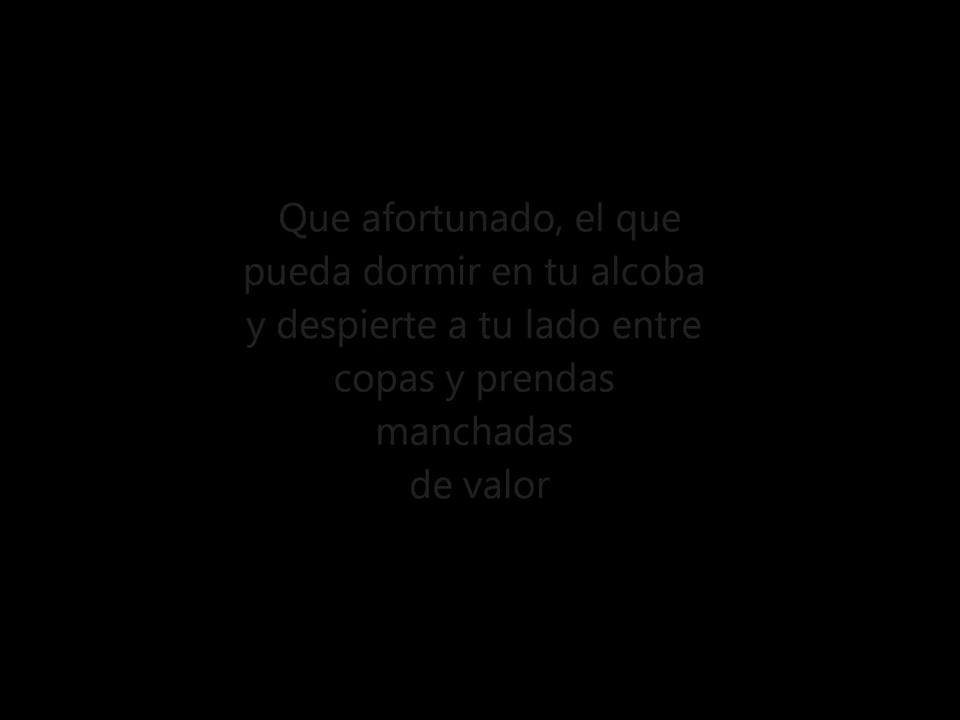 Que afortunado, el que
pueda dormir en tu alcoba
y despierte a tu lado entre
copas y prendas
manchadas
de valor